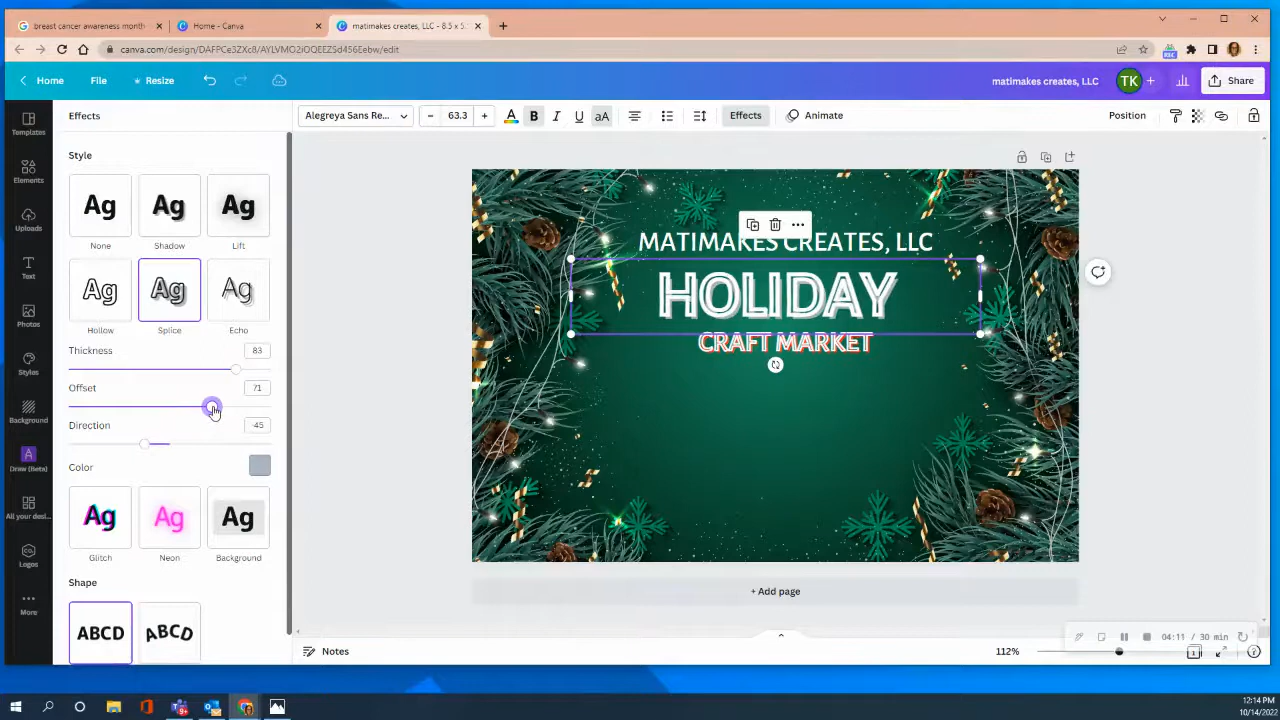 breast cancer awareness month
Home - Canva
matimakes creates, LLC - 8.5 x 5.
canva.com/design/DAFPCe3ZXc8/AYLVMO2iOQEEZSd456Eebw/edit
Home
File
Resize
matimakes creates, LLC
TK
Share
Templates
Elements
Uploads
Text
Photos
Styles
Background
Draw (Beta)
All your desi...
Logos
More
Effects
Style
Ag
Ag
Ag
None
Shadow
Lift
Ag
Ag
Ag
Hollow
Splice
Echo
Thickness
83
Offset
71
Direction
-45
Color
Ag
Ag
Ag
Glitch
Neon
Background
Shape
ABCD
ABCD
Alegreya Sans Re...
63.3
A
B
I
U
aA
Effects
Animate
Position
MATIMAKES CREATES, LLC
HOLIDAY
CRAFT MARKET
+ Add page
04:11 / 30 min
Notes
112%
1
12:14 PM
10/14/2022